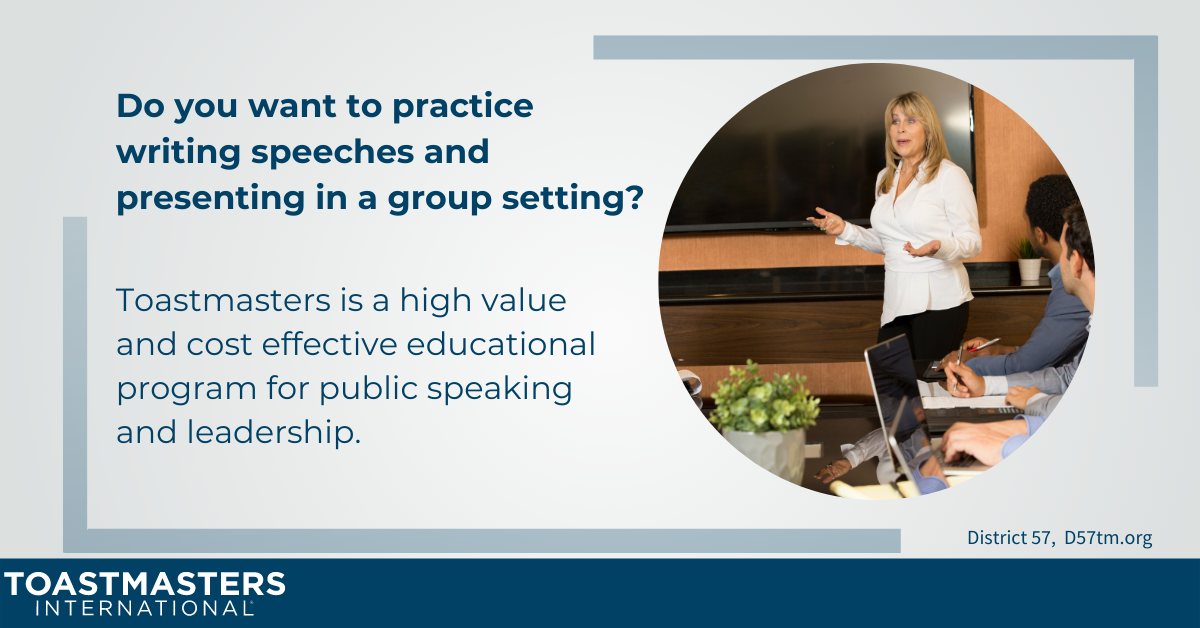 Do you want to practice
writing speeches and
presenting in a group setting?
Toastmasters is a high value
and cost effective educational
program for public speaking
and leadership.
District 57, D57tm.org
TOASTMASTERS
INTERNATIONAL